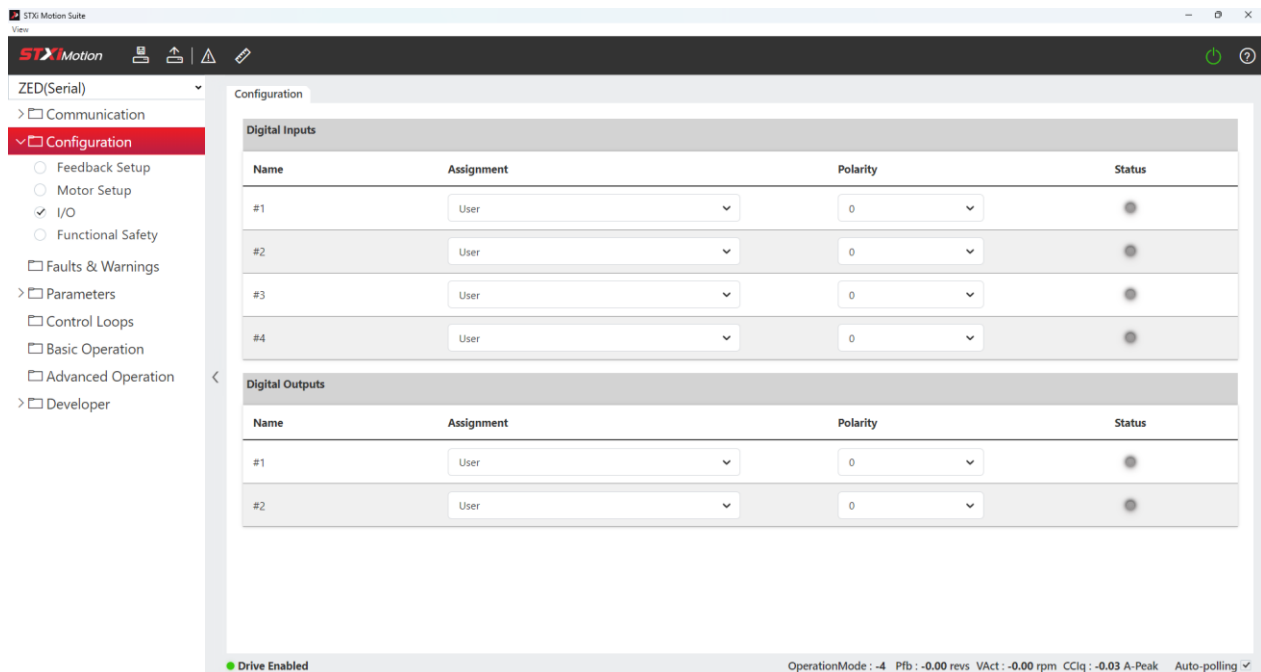 STXi Motion Suite
View
STXiMotion
ZED(Serial)
Communication
Configuration
Feedback Setup
Motor Setup
I/O
Functional Safety
Faults & Warnings
Parameters
Control Loops
Basic Operation
Advanced Operation
Developer
Configuration
Digital Inputs
Name Assignment Polarity Status
#1 User 0
#2 User 0
#3 User 0
#4 User 0
Digital Outputs
Name Assignment Polarity Status
#1 User 0
#2 User 0
Drive Enabled OperationMode : -4 Pfb : -0.00 revs VAct : -0.00 rpm CCIq : -0.03 A-Peak Auto-polling